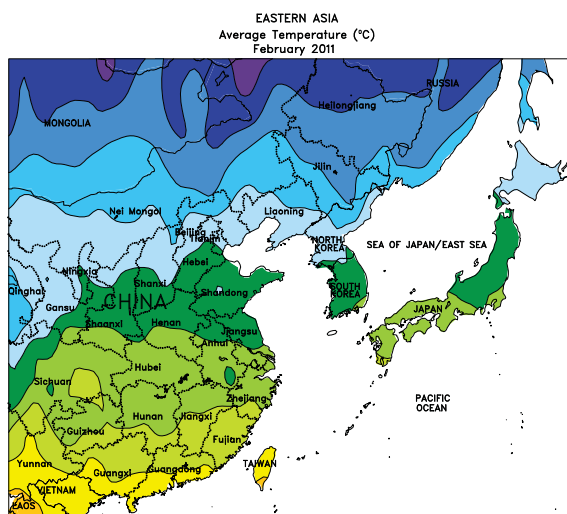 EASTERN ASIA
Average Temperature (°C)
February 2011
RUSSIA
Heilongjiang
MONGOLIA
Jilin
Nei Mongol
Liaoning
Beijing
Tianjin
NORTH
KOREA
SEA OF JAPAN/EAST SEA
Hebei
Ningxia
Shanxi
Qinghai
Shandong
SOUTH
KOREA
CHINA
Gansu
JAPAN
Shaanxi
Henan
Jiangsu
Anhui
Hubei
Sichuan
Zhejiang
PACIFIC
OCEAN
Hunan
Jiangxi
Guizhou
Fujian
Yunnan
Guangxi
Guangdong
TAIWAN
VIETNAM
LAOS